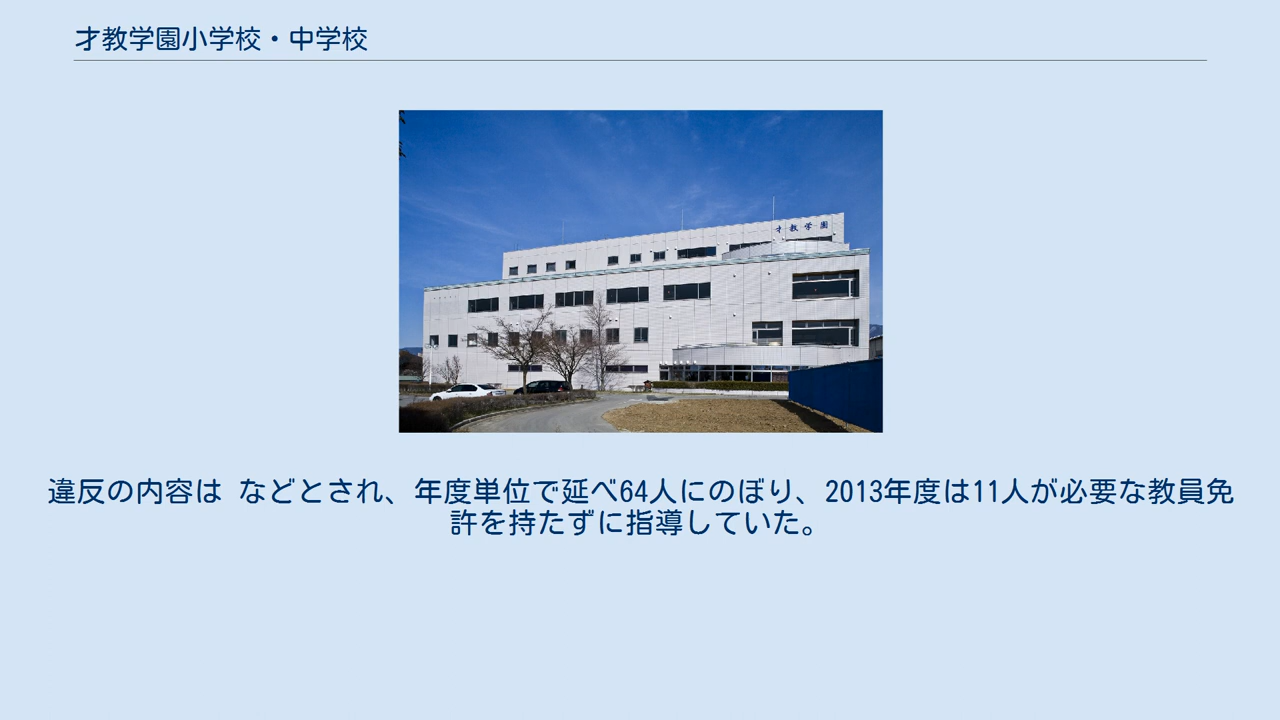 才教学園小学校・中学校
才教学園
違反の内容は などとされ、年度単位で延べ64人にのぼり、2013年度は11人が必要な教員免
許を持たずに指導していた。